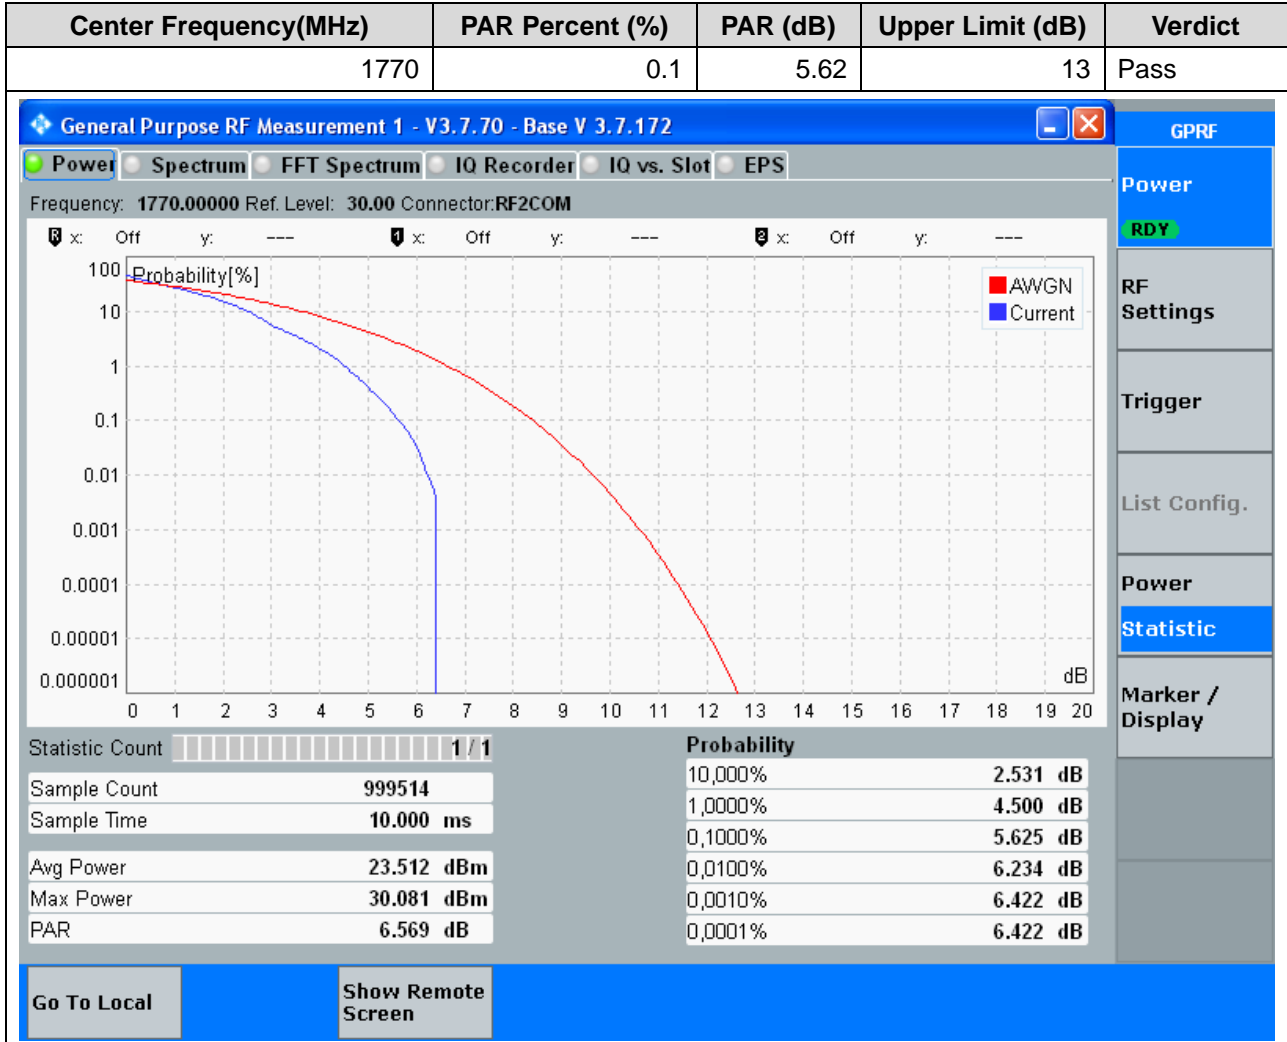 Center Frequency(MHz) PAR Percent (%) PAR (dB) Upper Limit (dB) Verdict
1770 0.1 5.62 13 Pass
General Purpose RF Measurement 1 - V3.7.70 - Base V 3.7.172
GPRF
Power Spectrum FFT Spectrum IQ Recorder IQ vs. Slot EPS
Power
RDY
Frequency: 1770.00000 Ref. Level: 30.00 Connector:RF2COM
R x: Off y: --- 1 x: Off y: --- 2 x: Off y: ---
Probability[%]
AWGN
Current
100
10
1
0.1
0.01
0.001
0.0001
0.00001
0.000001
dB
0 1 2 3 4 5 6 7 8 9 10 11 12 13 14 15 16 17 18 19 20
RF
Settings
Trigger
List Config.
Power
Statistic
Marker /
Display
Statistic Count 1 / 1
Sample Count 999514
Sample Time 10.000 ms
Avg Power 23.512 dBm
Max Power 30.081 dBm
PAR 6.569 dB
Probability
10,000% 2.531 dB
1,0000% 4.500 dB
0,1000% 5.625 dB
0,0100% 6.234 dB
0,0010% 6.422 dB
0,0001% 6.422 dB
Go To Local
Show Remote
Screen